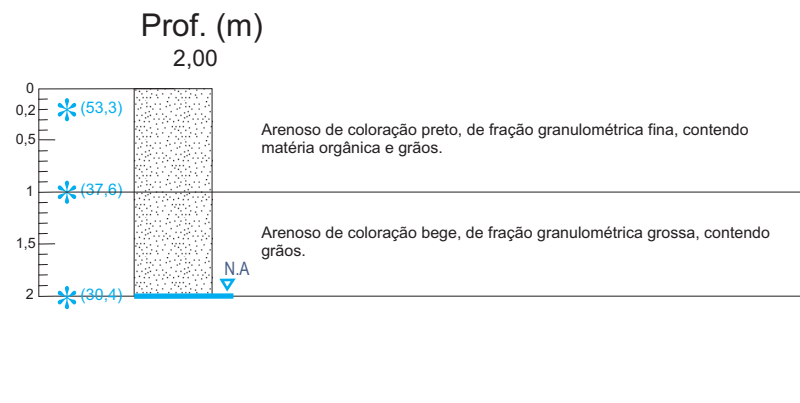 Prof. (m)
2,00
0
0,2
(53,3)
0,5
Arenoso de coloração preto, de fração granulométrica fina, contendo
matéria orgânica e grãos.
1
(37,6)
1,5
Arenoso de coloração bege, de fração granulométrica grossa, contendo
grãos.
N.A
2
(30,4)